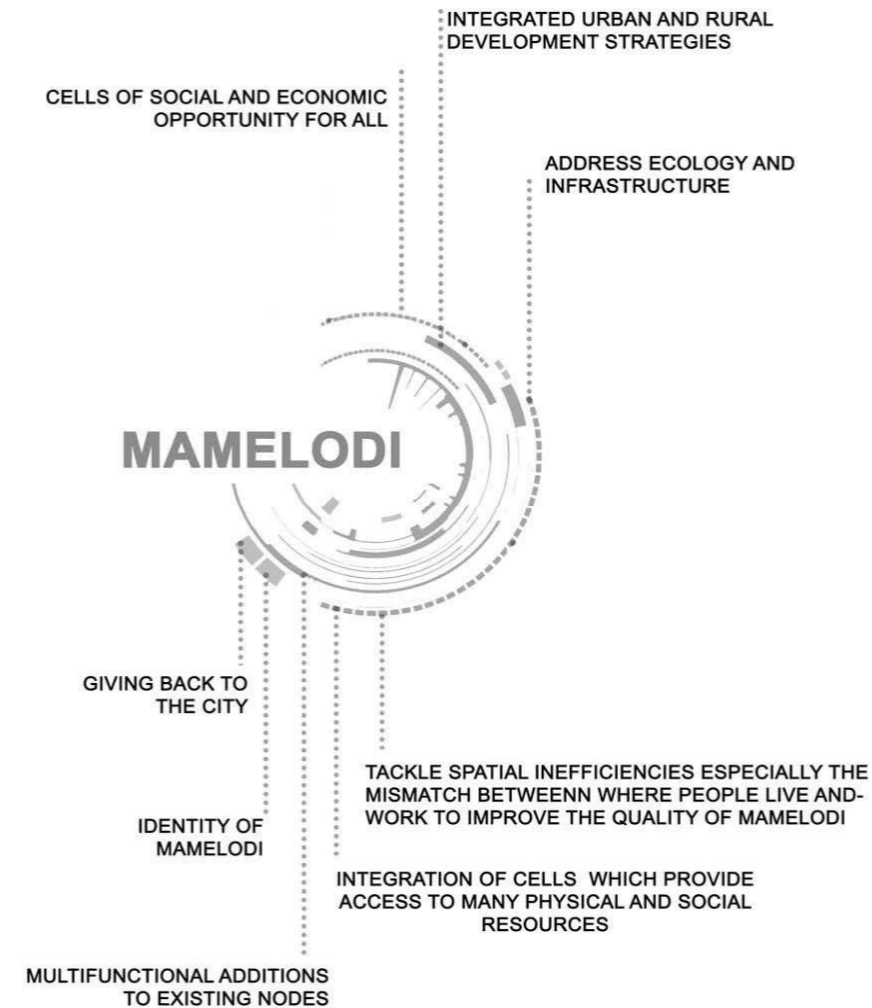 INTEGRATED URBAN AND RURAL
DEVELOPMENT STRATEGIES
CELLS OF SOCIAL AND ECONOMIC
OPPORTUNITY FOR ALL
ADDRESS ECOLOGY AND
INFRASTRUCTURE
MAMELODI
GIVING BACK TO
THE CITY
TACKLE SPATIAL INEFFICIENCIES ESPECIALLY THE
MISMATCH BETWEENN WHERE PEOPLE LIVE AND-
WORK TO IMPROVE THE QUALITY OF MAMELODI
IDENTITY OF
MAMELODI
INTEGRATION OF CELLS WHICH PROVIDE
ACCESS TO MANY PHYSICAL AND SOCIAL
RESOURCES
MULTIFUNCTIONAL ADDITIONS
TO EXISTING NODES